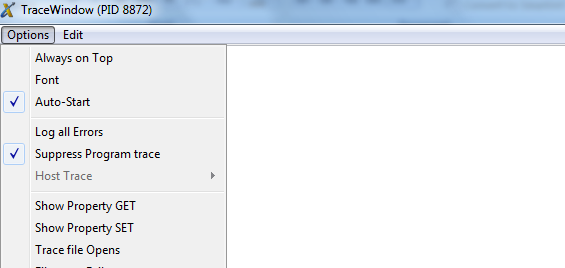 TraceWindow (PID 8872)
Options Edit
Always on Top
Font
Auto-Start
Log all Errors
Suppress Program trace
Host Trace
Show Property GET
Show Property SET
Trace file Opens